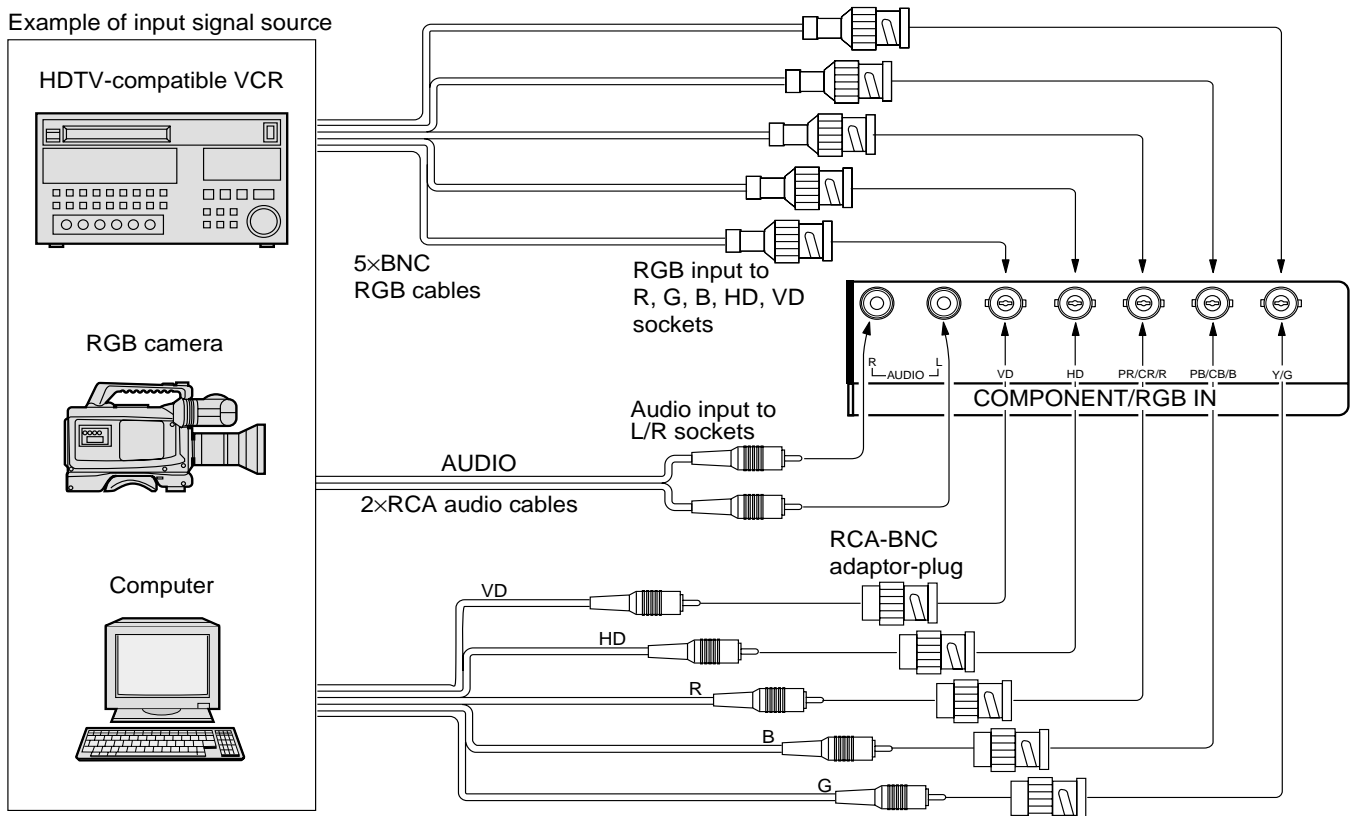 Example of input signal source
HDTV-compatible VCR
5×BNC
RGB cables
RGB input to
R, G, B, HD, VD
sockets
R L
AUDIO
VD HD PR/CR/R PB/CB/B Y/G
COMPONENT/RGB IN
RGB camera
Audio input to
L/R sockets
AUDIO
2×RCA audio cables
RCA-BNC
adaptor-plug
Computer
VD
HD
R
B
G